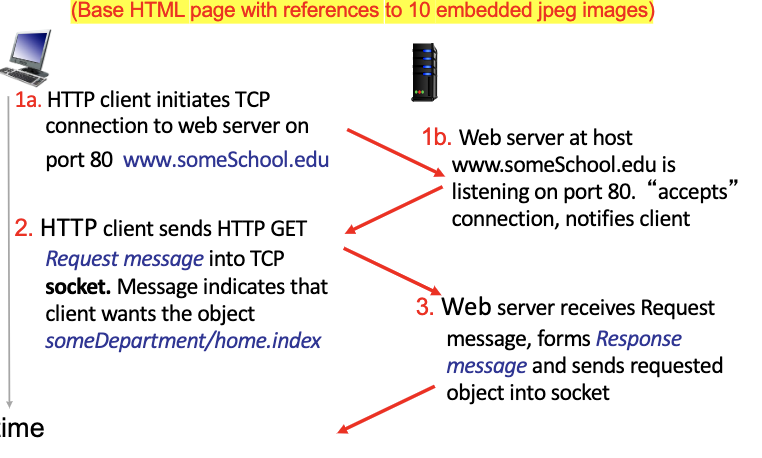 (Base HTML page with references to 10 embedded jpeg images)
1a. HTTP client initiates TCP
connection to web server on
port 80 www.someSchool.edu
1b. Web server at host
www.someSchool.edu is
listening on port 80. “accepts”
connection, notifies client
2. HTTP client sends HTTP GET
Request message into TCP
socket. Message indicates that
client wants the object
someDepartment/home.index
3. Web server receives Request
message, forms Response
message and sends requested
object into socket
time